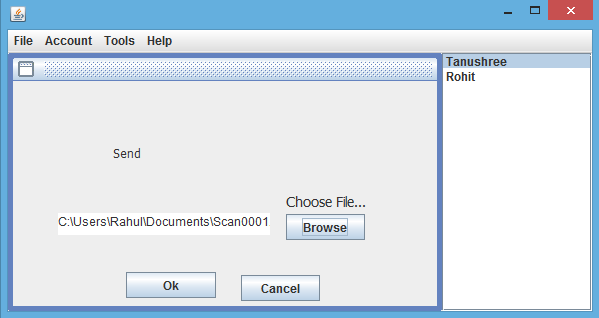 File Account Tools Help
Tanushree
Rohit
Send
Choose File...
C:\Users\Rahul\Documents\Scan0001
Browse
Ok
Cancel